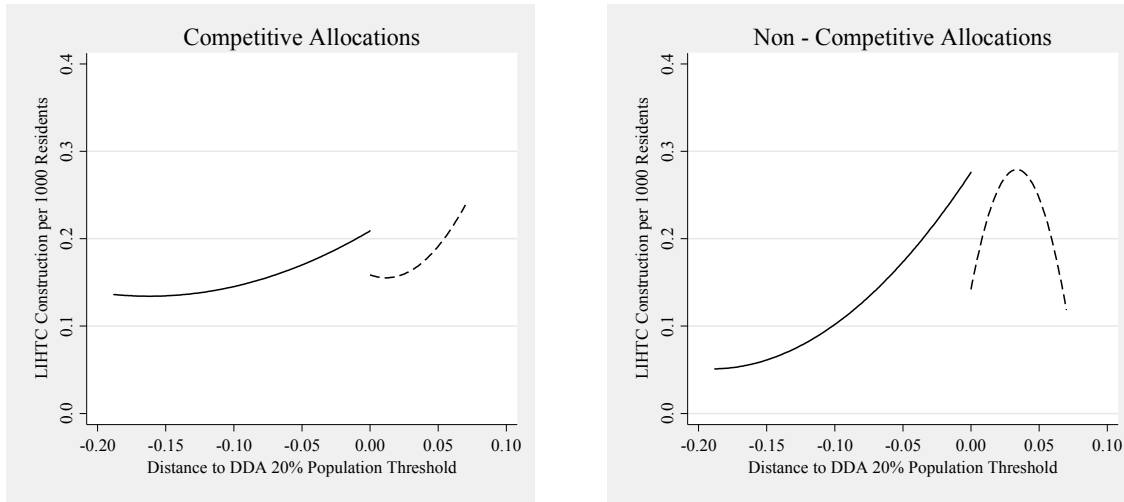 Competitive Allocations
LIHTC Construction per 1000 Residents
0.4
0.3
0.2
0.1
0.0
-0.20 -0.15 -0.10 -0.05 0.00 0.05 0.10
Distance to DDA 20% Population Threshold
Non - Competitive Allocations
LIHTC Construction per 1000 Residents
0.4
0.3
0.2
0.1
0.0
-0.20 -0.15 -0.10 -0.05 0.00 0.05 0.10
Distance to DDA 20% Population Threshold